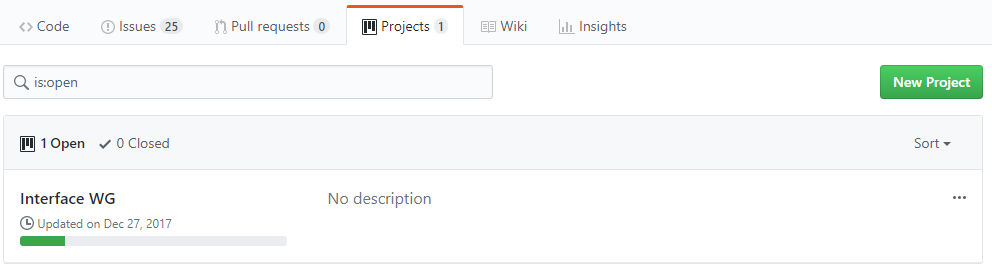 Code Issues 25 Pull requests 0 Projects 1 Wiki Insights
is:open New Project
1 Open 0 Closed Sort
Interface WG No description
Updated on Dec 27, 2017